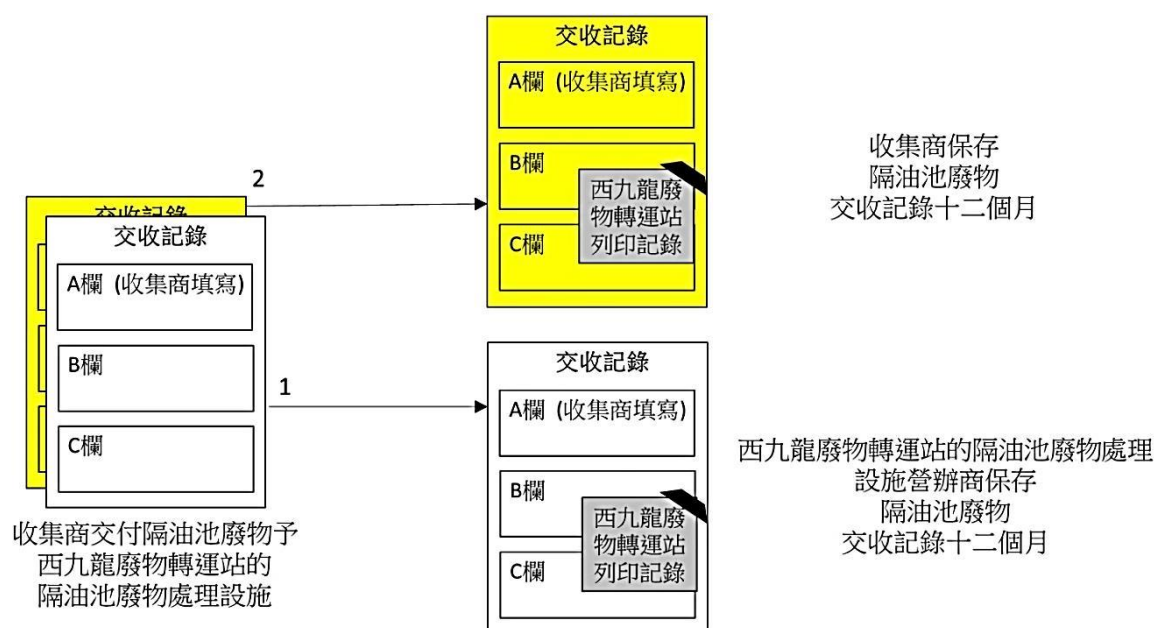 交收記錄
A欄 (收集商填寫)
B欄
C欄
西九龍廢
物轉運站
列印記錄
收集商保存
隔油池廢物
交收記錄十二個月
2
交收記錄
交收記錄
A欄 (收集商填寫)
B欄
C欄
1
收集商交付隔油池廢物予
西九龍廢物轉運站的
隔油池廢物處理設施
交收記錄
A欄 (收集商填寫)
B欄
C欄
西九龍廢
物轉運站
列印記錄
西九龍廢物轉運站的隔油池廢物處理
設施營辦商保存
隔油池廢物
交收記錄十二個月